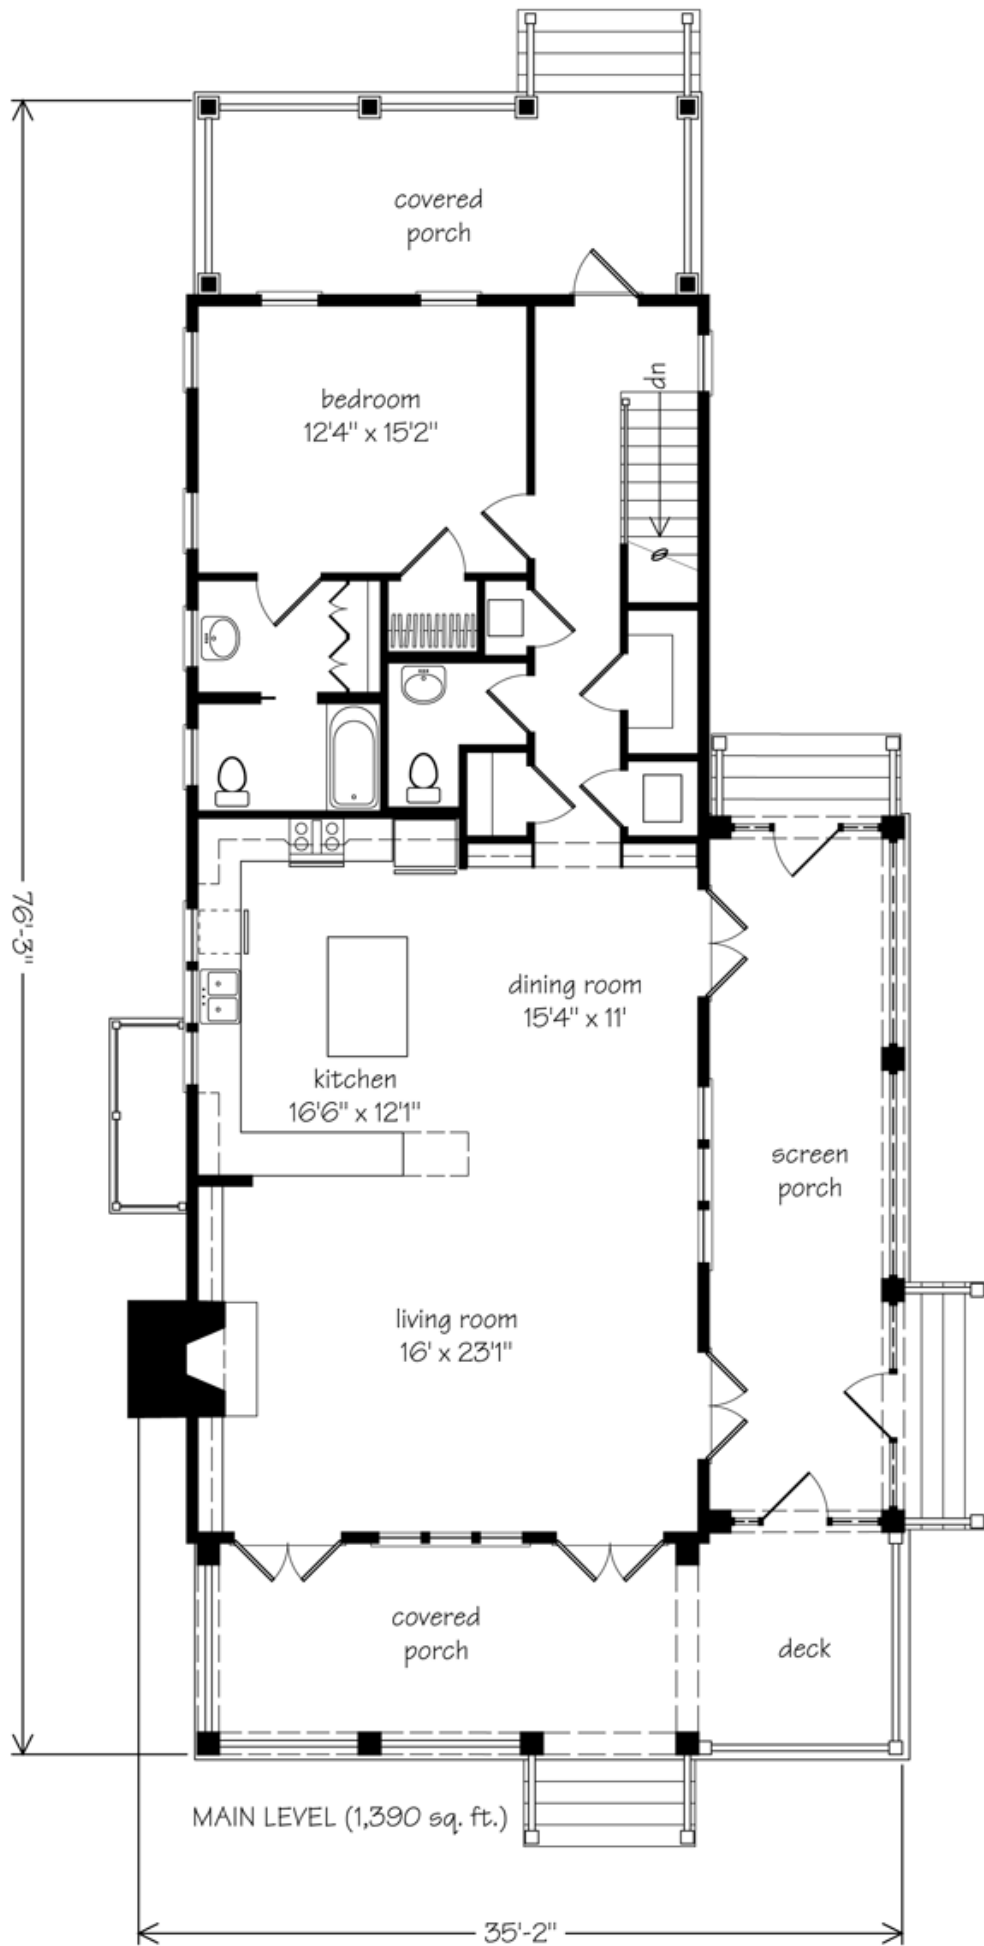 covered
porch
dn
bedroom
12'4" x 15'2"
76'-3"
dining room
15'4" x 11'
kitchen
16'6" x 12'1"
screen
porch
living room
16' x 23'1"
covered
porch
deck
MAIN LEVEL (1,390 sq. ft.)
35'-2"